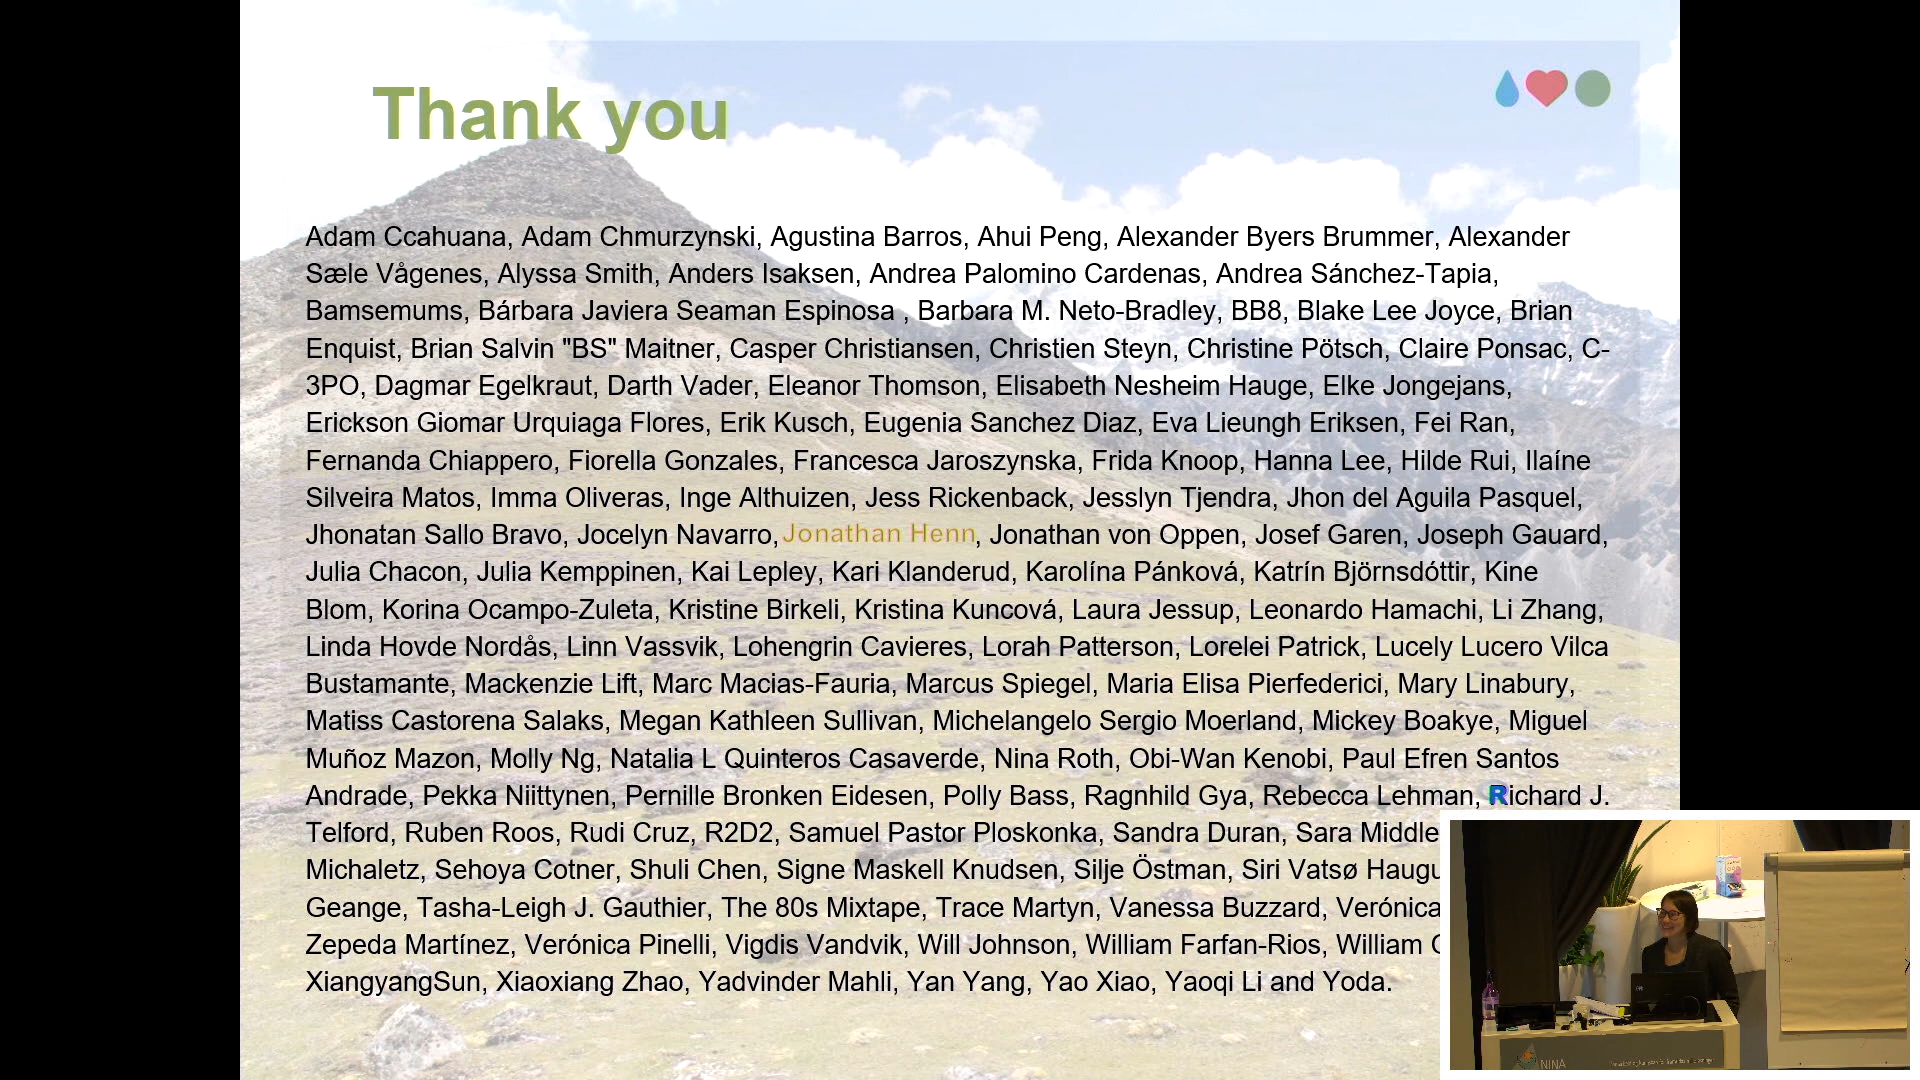 Thank you
Adam Ccahuana, Adam Chmurzynski, Agustina Barros, Ahui Peng, Alexander Byers Brummer, Alexander
Sæle Vågenes, Alyssa Smith, Anders Isaksen, Andrea Palomino Cardenas, Andrea Sánchez-Tapia,
Bamsemums, Bárbara Javiera Seaman Espinosa , Barbara M. Neto-Bradley, BB8, Blake Lee Joyce, Brian
Enquist, Brian Salvin "BS" Maitner, Casper Christiansen, Christien Steyn, Christine Pötsch, Claire Ponsac, C-
3PO, Dagmar Egelkraut, Darth Vader, Eleanor Thomson, Elisabeth Nesheim Hauge, Elke Jongejans,
Erickson Giomar Urquiaga Flores, Erik Kusch, Eugenia Sanchez Diaz, Eva Lieungh Eriksen, Fei Ran,
Fernanda Chiappero, Fiorella Gonzales, Francesca Jaroszynska, Frida Knoop, Hanna Lee, Hilde Rui, Ilaíne
Silveira Matos, Imma Oliveras, Inge Althuizen, Jess Rickenback, Jesslyn Tjendra, Jhon del Aguila Pasquel,
Jhonatan Sallo Bravo, Jocelyn Navarro, Jonathan Henn, Jonathan von Oppen, Josef Garen, Joseph Gauard,
Julia Chacon, Julia Kemppinen, Kai Lepley, Kari Klanderud, Karolína Pánková, Katrín Björnsdóttir, Kine
Blom, Korina Ocampo-Zuleta, Kristine Birkeli, Kristina Kuncová, Laura Jessup, Leonardo Hamachi, Li Zhang,
Linda Hovde Nordås, Linn Vassvik, Lohengrin Cavieres, Lorah Patterson, Lorelei Patrick, Lucely Lucero Vilca
Bustamante, Mackenzie Lift, Marc Macias-Fauria, Marcus Spiegel, Maria Elisa Pierfederici, Mary Linabury,
Matiss Castorena Salaks, Megan Kathleen Sullivan, Michelangelo Sergio Moerland, Mickey Boakye, Miguel
Muñoz Mazon, Molly Ng, Natalia L Quinteros Casaverde, Nina Roth, Obi-Wan Kenobi, Paul Efren Santos
Andrade, Pekka Niittynen, Pernille Bronken Eidesen, Polly Bass, Ragnhild Gya, Rebecca Lehman, Richard J.
Telford, Ruben Roos, Rudi Cruz, R2D2, Samuel Pastor Ploskonka, Sandra Duran, Sara Middle
Michaletz, Sehoya Cotner, Shuli Chen, Signe Maskell Knudsen, Silje Östman, Siri Vatsø Haugu
Geange, Tasha-Leigh J. Gauthier, The 80s Mixtape, Trace Martyn, Vanessa Buzzard, Verónica
Zepeda Martínez, Verónica Pinelli, Vigdis Vandvik, Will Johnson, William Farfan-Rios, William
XiangyangSun, Xiaoxiang Zhao, Yadvinder Mahli, Yan Yang, Yao Xiao, Yaoqi Li and Yoda.
NINA